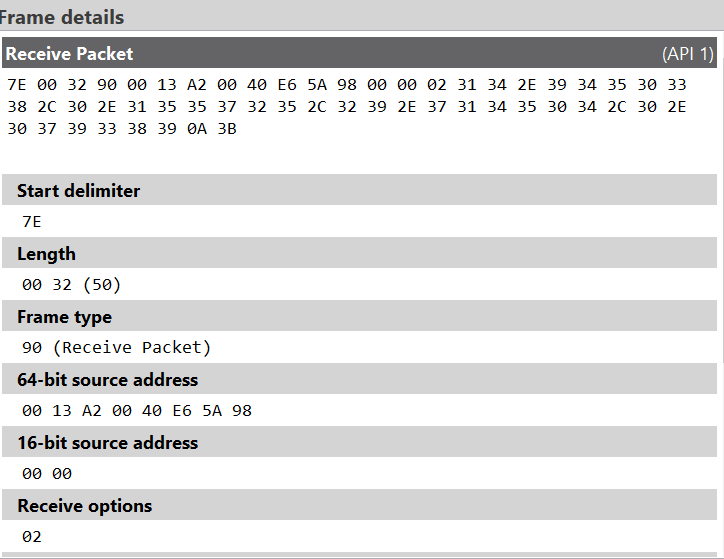 Frame details
Receive Packet (API 1)
7E 00 32 90 00 13 A2 00 40 E6 5A 98 00 00 02 31 34 2E 39 34 35 30 33
38 2C 30 2E 31 35 35 37 32 35 2C 32 39 2E 37 31 34 35 30 34 2C 30 2E
30 37 39 33 38 39 0A 3B
Start delimiter
7E
Length
00 32 (50)
Frame type
90 (Receive Packet)
64-bit source address
00 13 A2 00 40 E6 5A 98
16-bit source address
00 00
Receive options
02